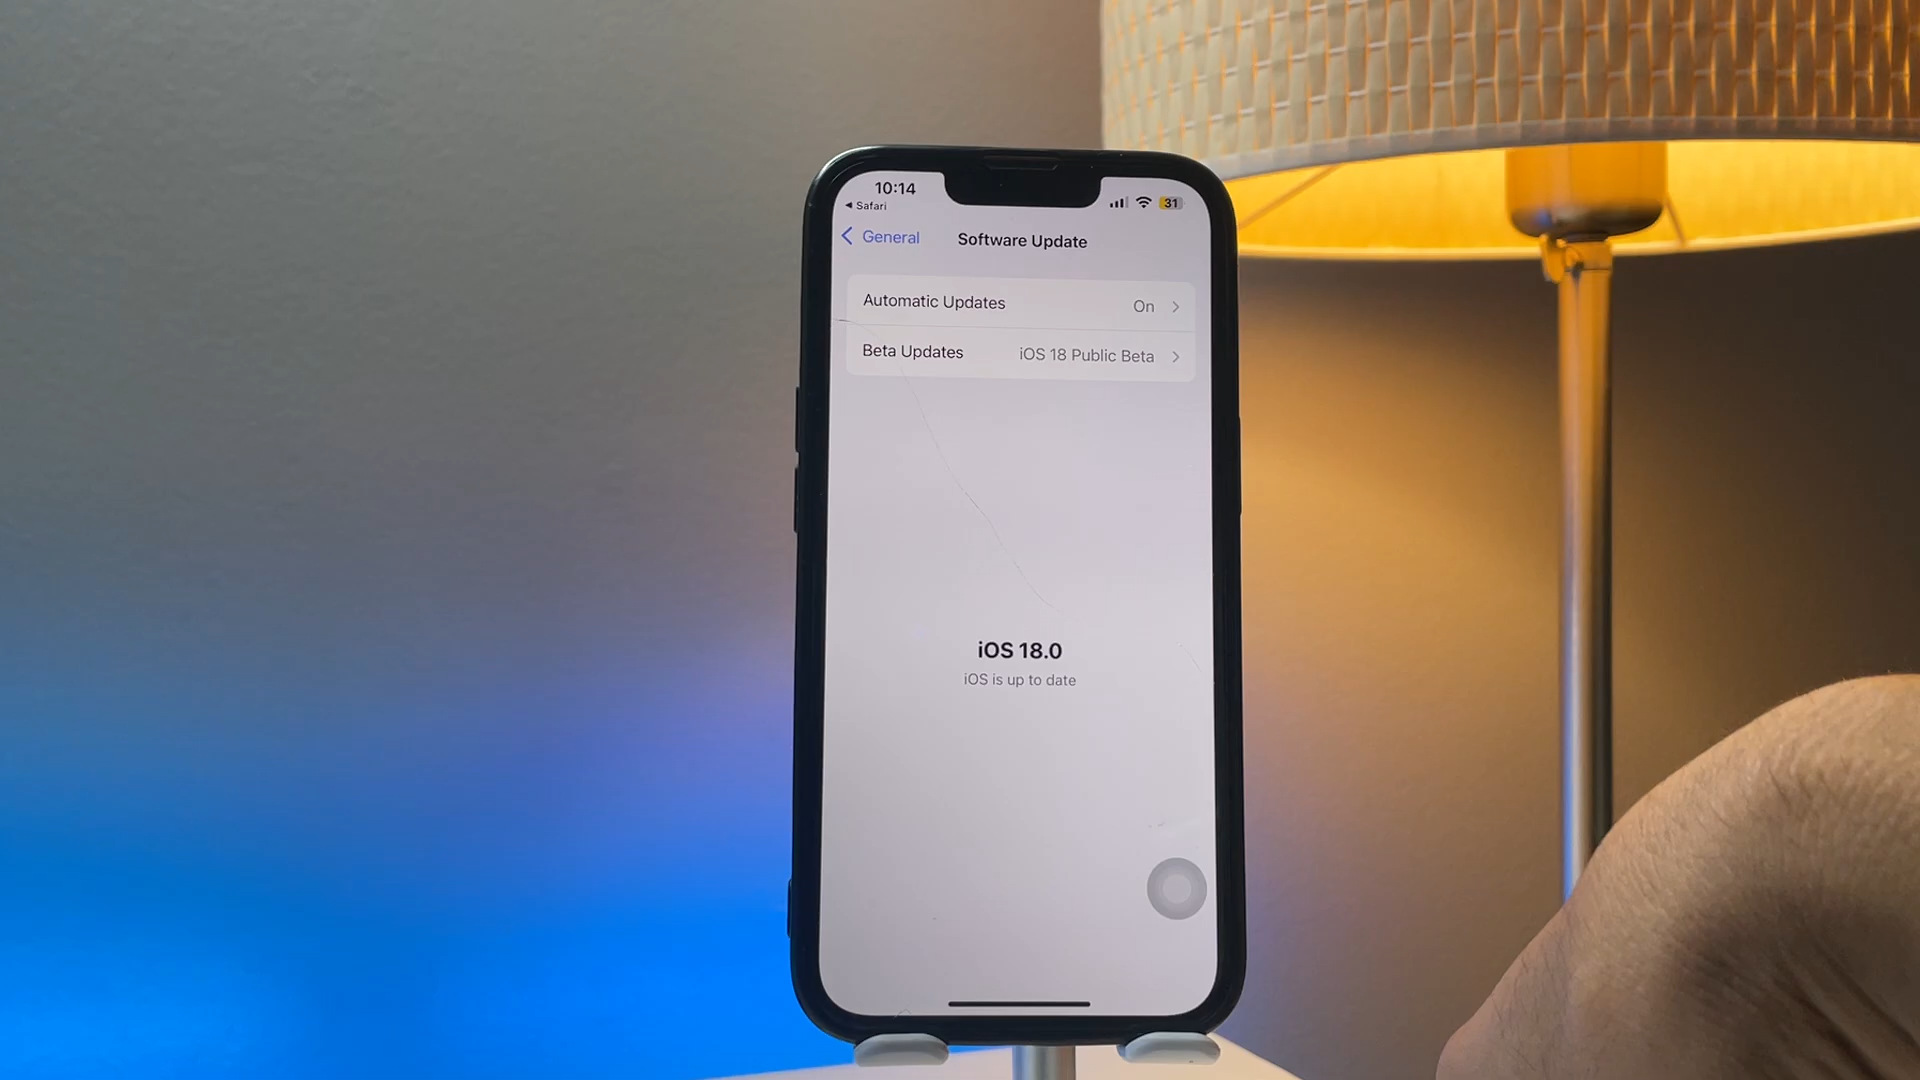 10:14
31
◀ Safari
General
Software Update
Automatic Updates
On
Beta Updates
iOS 18 Public Beta
iOS 18.0
iOS is up to date